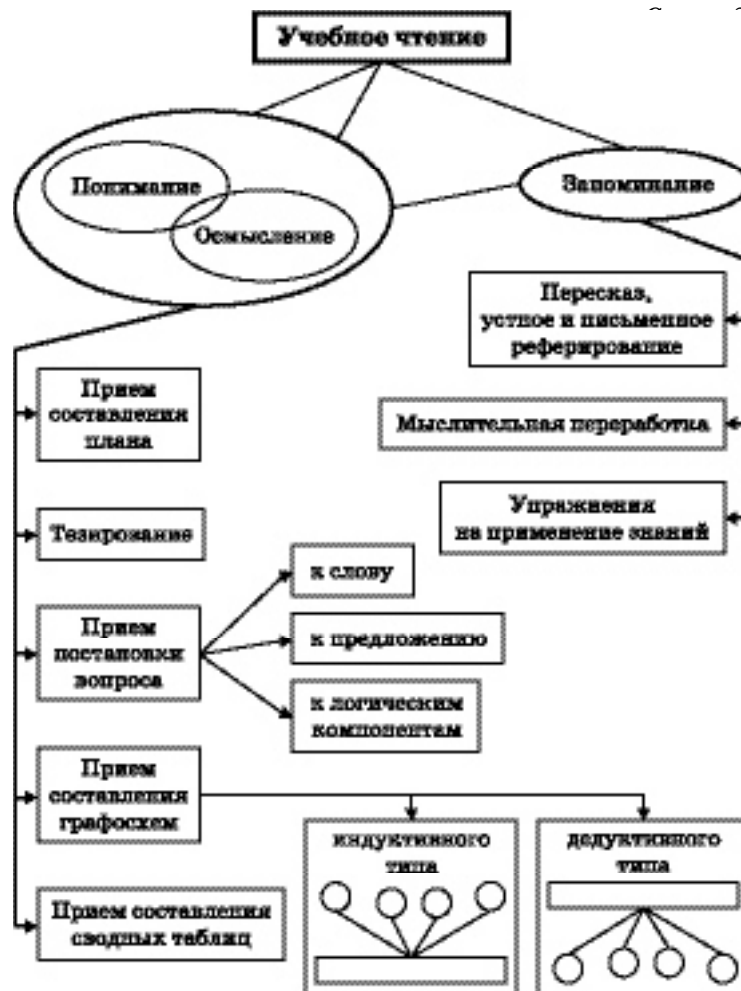 Учебное чтение
Понимание
Осмысление
Запоминание
Пересказ,
устное и письменное
реферирование
Мыслительная переработка
Упражнения
на применение знаний
Прием
составления
плана
Тезирование
Прием
постановки
вопроса
к слову
к предложению
к логическим
компонентам
Прием
составления
графосхем
индуктивного
типа
дедуктивного
типа
Прием составления
сводных таблиц